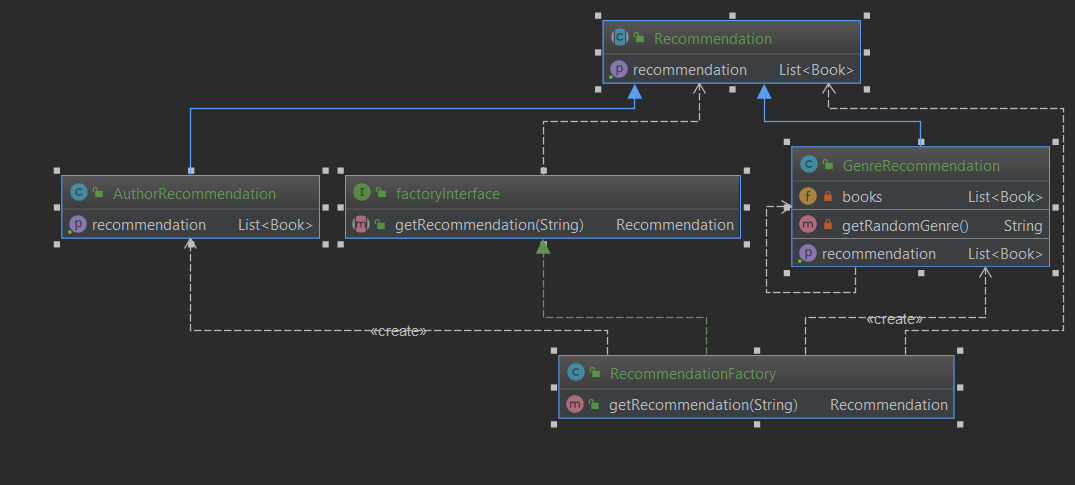 Recommendation
recommendation List<Book>
AuthorRecommendation
recommendation List<Book>
factoryInterface
getRecommendation(String) Recommendation
GenreRecommendation
books List<Book>
getRandomGenre() String
recommendation List<Book>
«create»
«create»
RecommendationFactory
getRecommendation(String) Recommendation